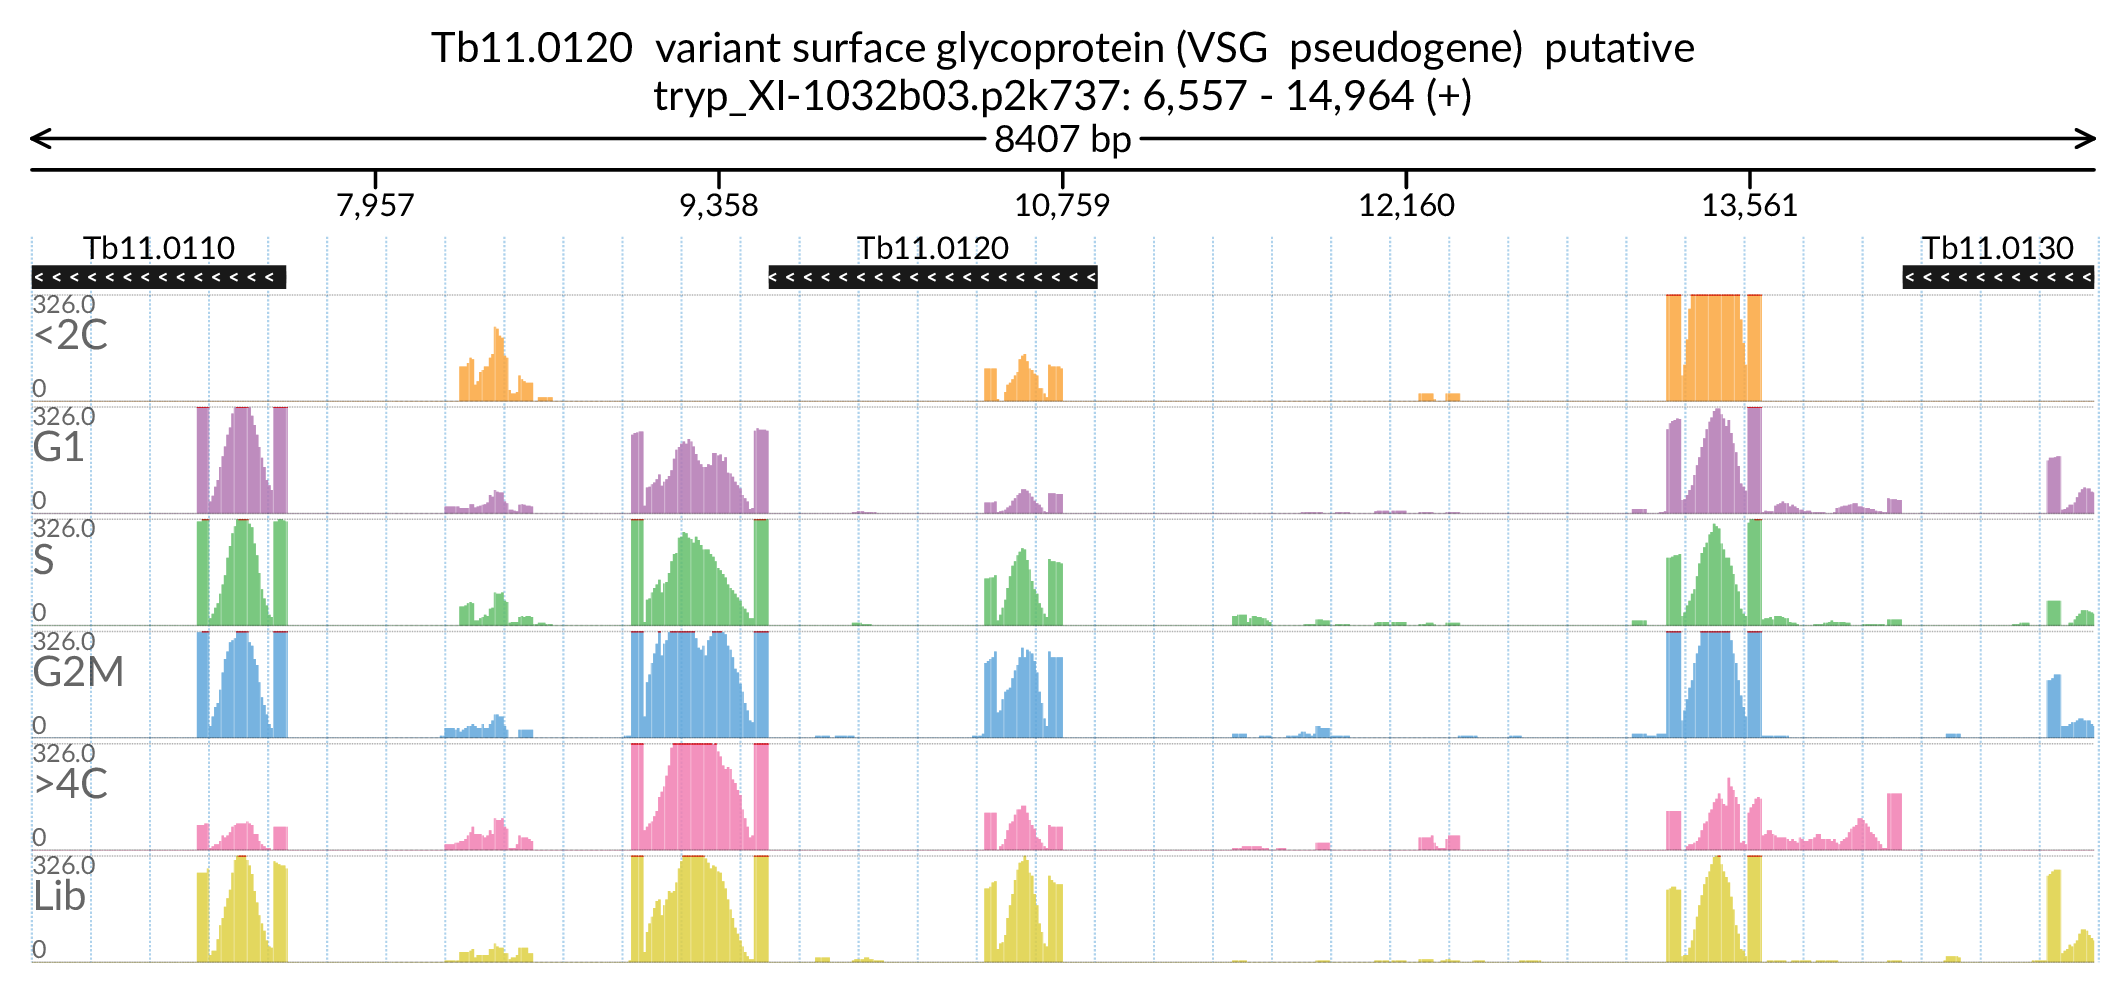 Tb11.0120  variant surface glycoprotein (VSG  pseudogene)  putative
tryp_XI-1032b03.p2k737: 6,557 - 14,964 (+)
8407 bp
7,957 9,358 10,759 12,160 13,561
Tb11.0110 Tb11.0120 Tb11.0130
326.0
<2C
0
326.0
G1
0
326.0
S
0
326.0
G2M
0
326.0
>4C
0
326.0
Lib
0